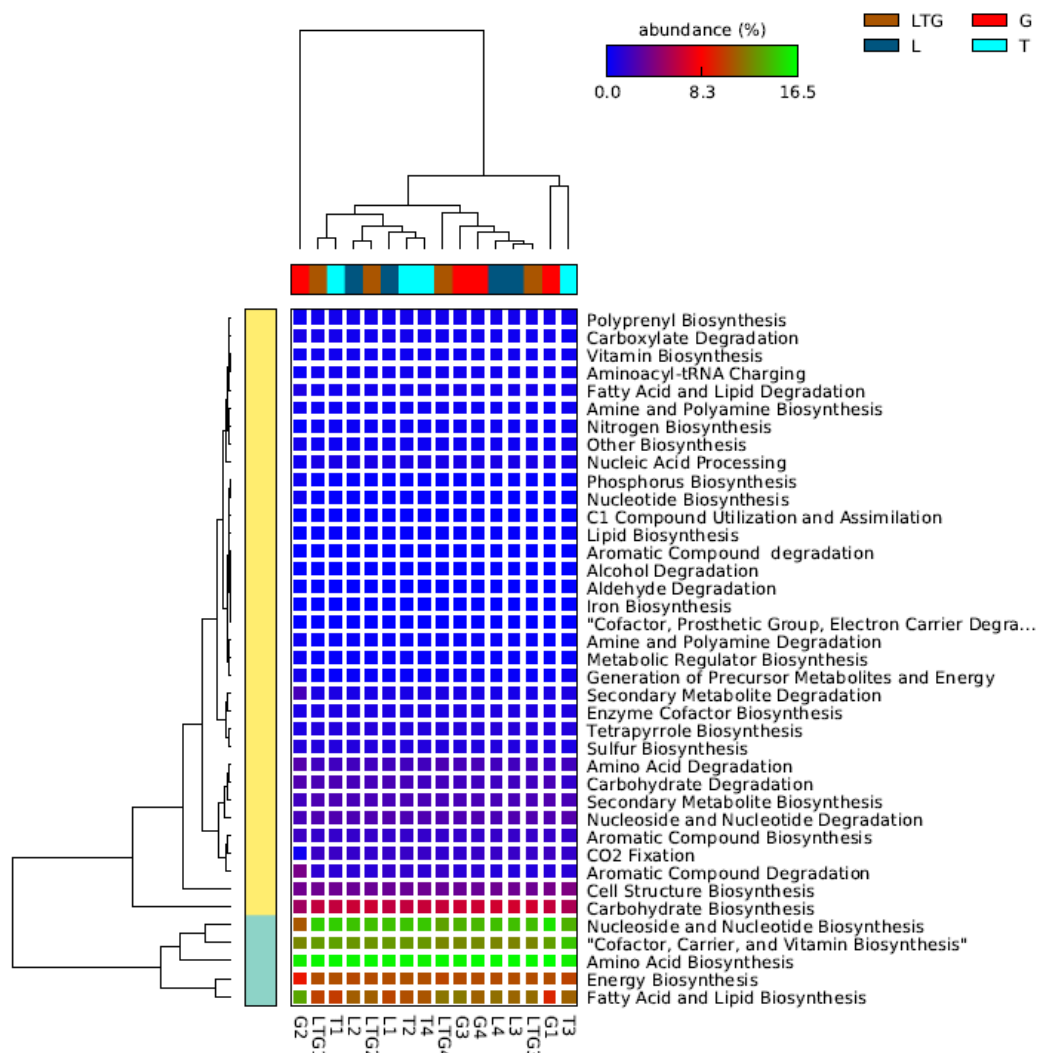 abundance (%)
0.0 8.3 16.5
LTG G
L T
Polyprenyl Biosynthesis
Carboxylate Degradation
Vitamin Biosynthesis
Aminoacyl-tRNA Charging
Fatty Acid and Lipid Degradation
Amine and Polyamine Biosynthesis
Nitrogen Biosynthesis
Other Biosynthesis
Nucleic Acid Processing
Phosphorus Biosynthesis
Nucleotide Biosynthesis
C1 Compound Utilization and Assimilation
Lipid Biosynthesis
Aromatic Compound  degradation
Alcohol Degradation
Aldehyde Degradation
Iron Biosynthesis
"Cofactor, Prosthetic Group, Electron Carrier Degra...
Amine and Polyamine Degradation
Metabolic Regulator Biosynthesis
Generation of Precursor Metabolites and Energy
Secondary Metabolite Degradation
Enzyme Cofactor Biosynthesis
Tetrapyrrole Biosynthesis
Sulfur Biosynthesis
Amino Acid Degradation
Carbohydrate Degradation
Secondary Metabolite Biosynthesis
Nucleoside and Nucleotide Degradation
Aromatic Compound Biosynthesis
CO2 Fixation
Aromatic Compound Degradation
Cell Structure Biosynthesis
Carbohydrate Biosynthesis
Nucleoside and Nucleotide Biosynthesis
"Cofactor, Carrier, and Vitamin Biosynthesis"
Amino Acid Biosynthesis
Energy Biosynthesis
Fatty Acid and Lipid Biosynthesis
G2
T1
L2
LTG2
L1
T2
T4
LTG4
G3
G4
L4
L3
G1
T3